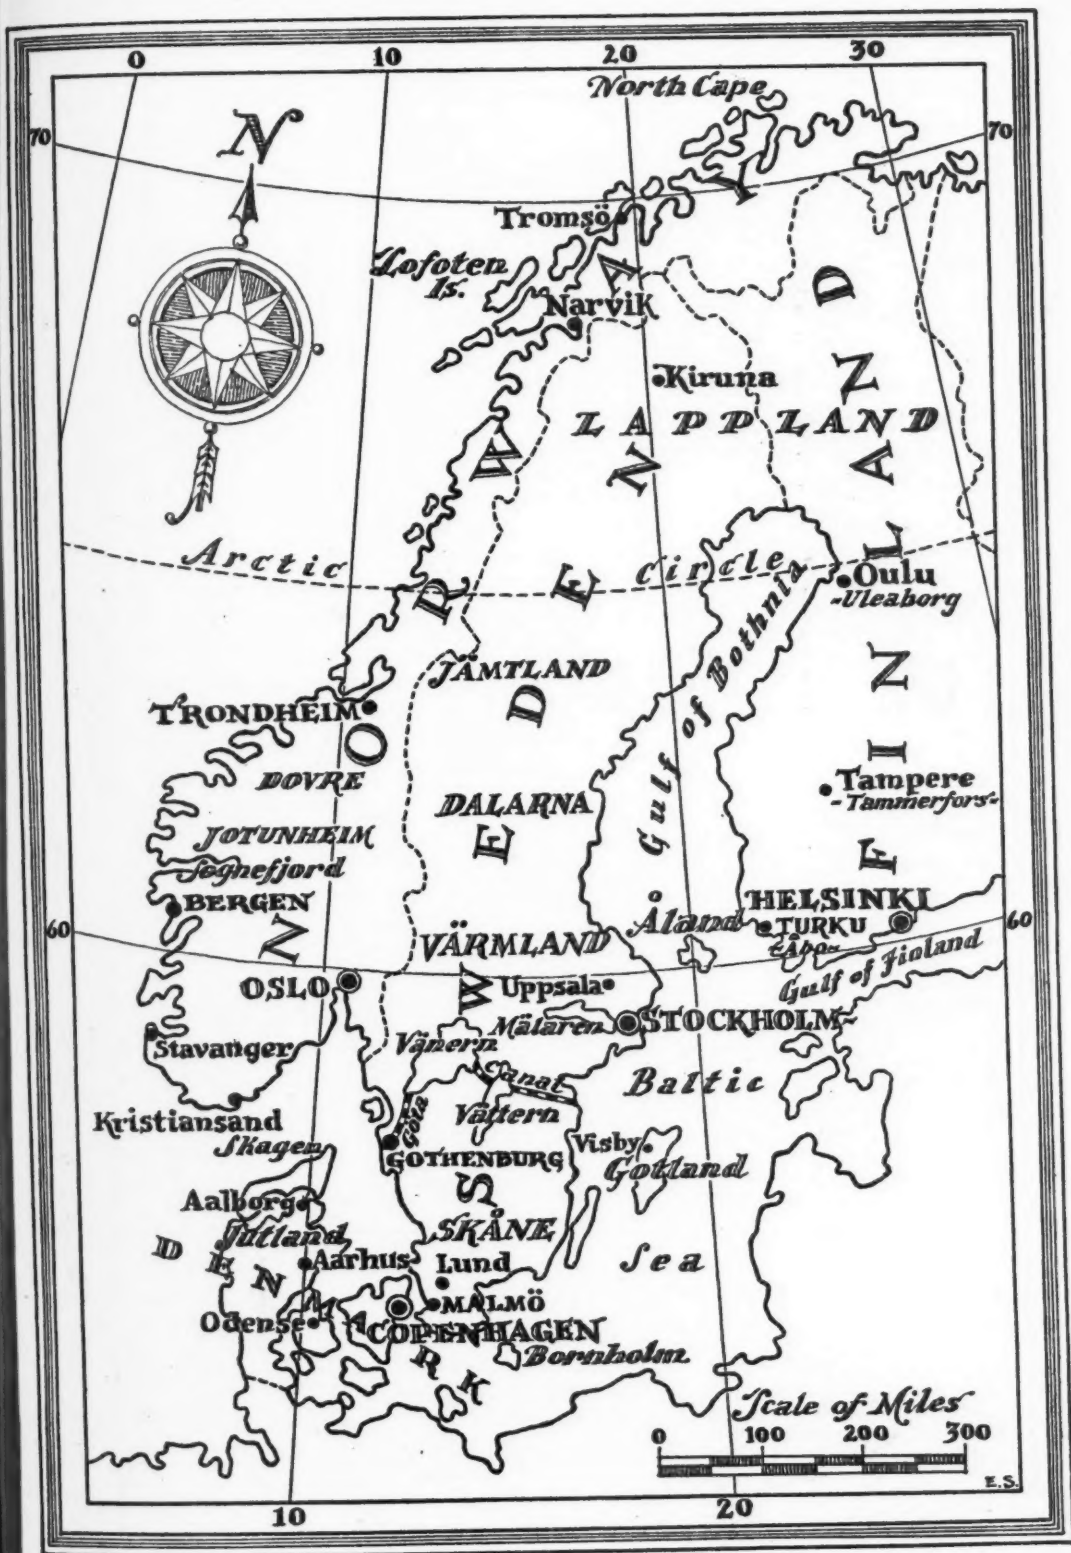 0 10 20 30
North Cape
70 70
N
Tromsö
Lofoten
Is.
Narvik
Kiruna
LAPPLAND
Arctic Circle
Oulu
-Uleaborg
Gulf of Bothnia
JÄMTLAND
TRONDHEIM
DOVRE
Tampere
-Tammerfors-
DALARNA
JOTUNHEIM
Sognefjord
BERGEN
HELSINKI
Åland
TURKU
-Åbo-
60 60
VÄRMLAND
Gulf of Finland
OSLO
Uppsala
Mälaren
STOCKHOLM
Stavanger
Vänern
Canal
Baltic
Sea
Kristiansand
Göta
Vättern
Skagen
GOTHENBURG
Visby
Gotland
Aalborg
Jutland
SKÅNE
Aarhus
Lund
MALMÖ
Odense
COPENHAGEN
Bornholm
NORWAY
SWEDEN
FINLAND
DENMARK
Scale of Miles
0 100 200 300
E.S.
10 20